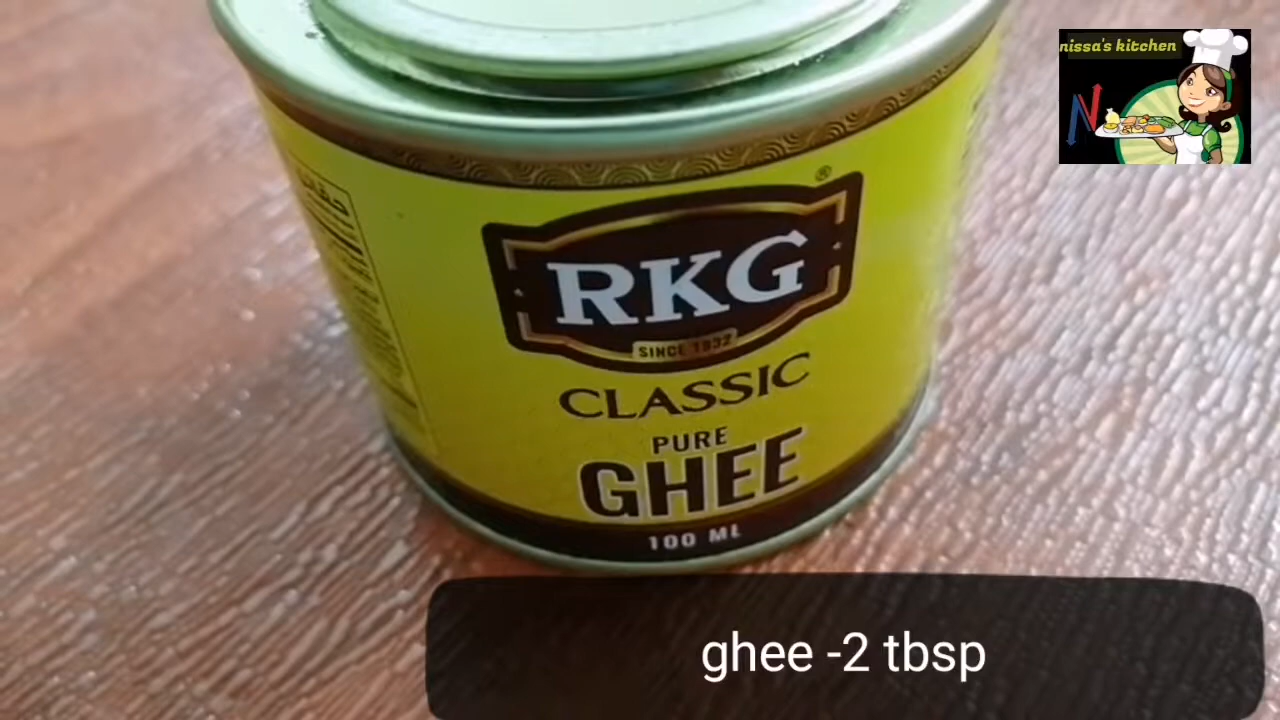 nissa's kitchen
N
®
RKG
SINCE 1932
CLASSIC
PURE
GHEE
100 ML
ghee -2 tbsp